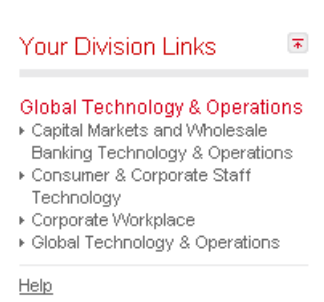 Your Division Links
Global Technology & Operations
Capital Markets and Wholesale
Banking Technology & Operations
Consumer & Corporate Staff
Technology
Corporate Workplace
Global Technology & Operations
Help